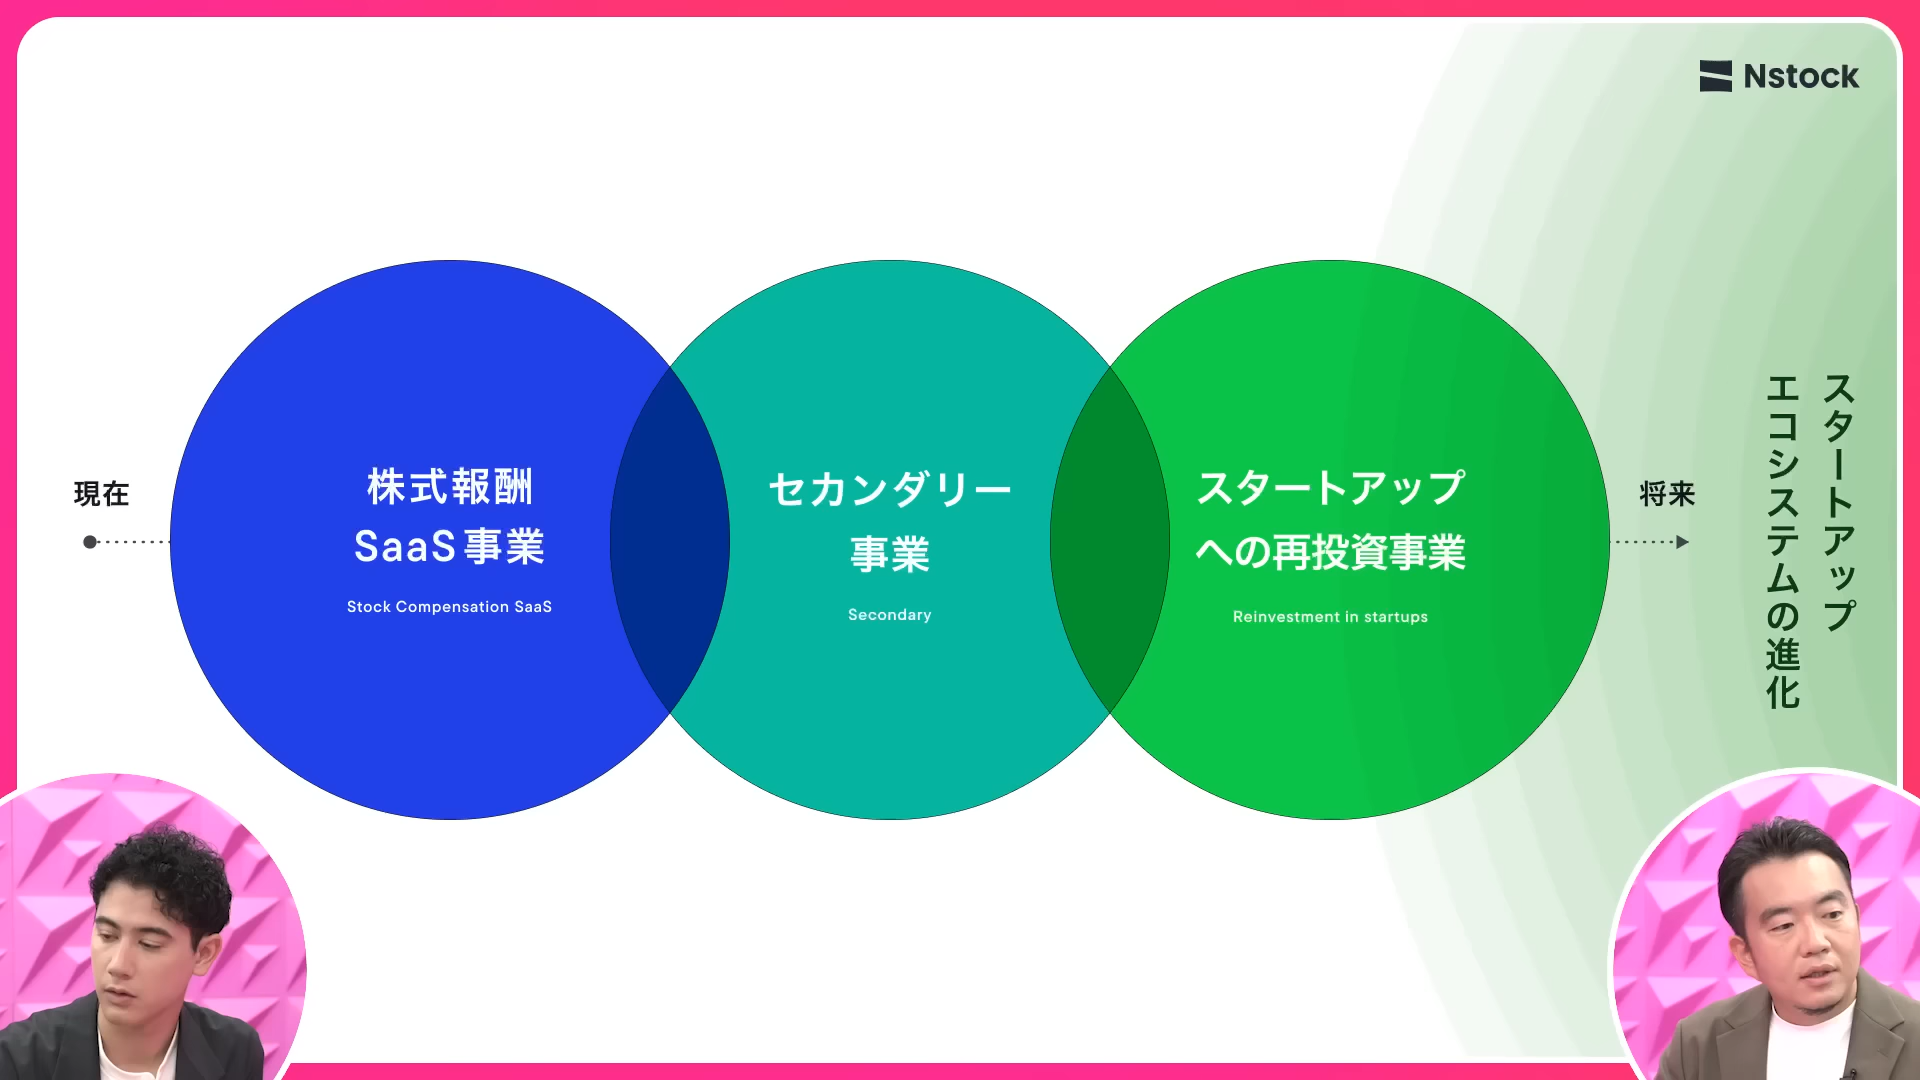 Nstock
現在
株式報酬
SaaS事業
Stock Compensation SaaS
セカンダリー
事業
Secondary
スタートアップ
への再投資事業
Reinvestment in startups
将来
スタートアップ
エコシステムの進化